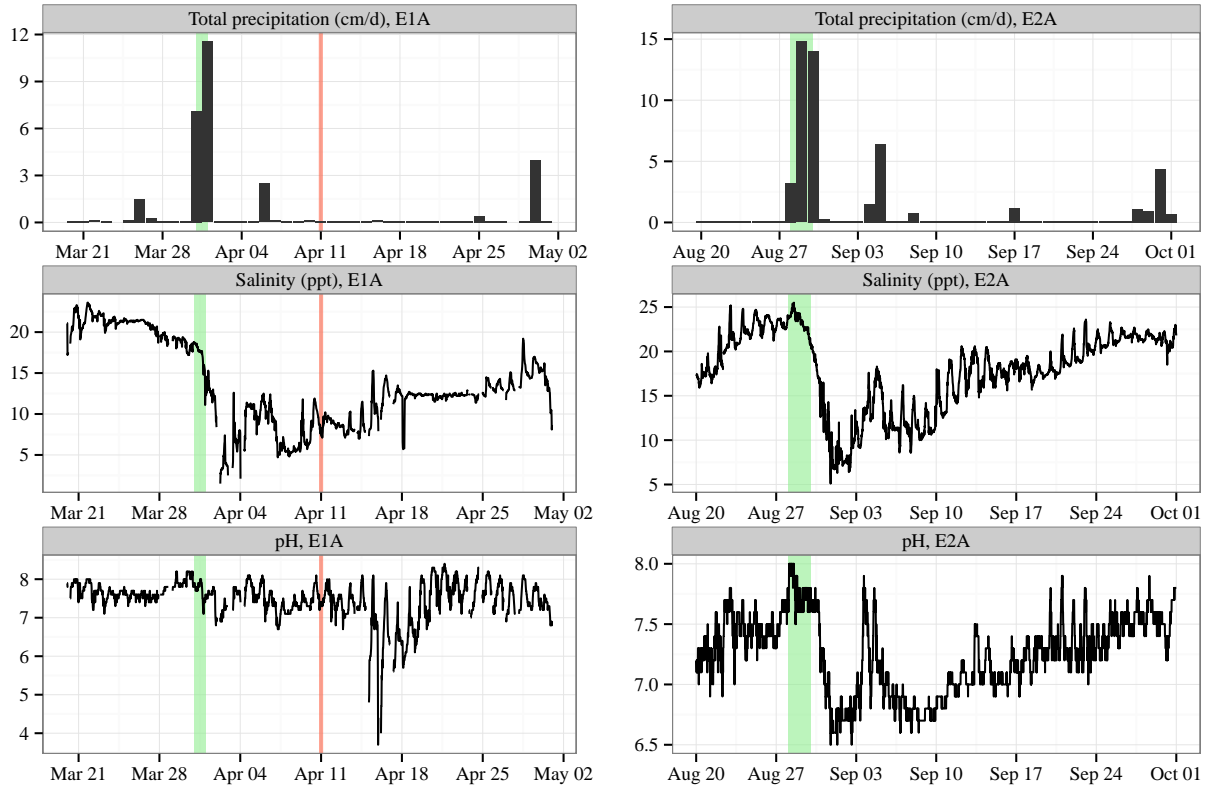 Total precipitation (cm/d), E1A
12
9
6
3
0
Mar 21 Mar 28 Apr 04 Apr 11 Apr 18 Apr 25 May 02
Total precipitation (cm/d), E2A
15
10
5
0
Aug 20 Aug 27 Sep 03 Sep 10 Sep 17 Sep 24 Oct 01
Salinity (ppt), E1A
20
15
10
5
Mar 21 Mar 28 Apr 04 Apr 11 Apr 18 Apr 25 May 02
Salinity (ppt), E2A
25
20
15
10
5
Aug 20 Aug 27 Sep 03 Sep 10 Sep 17 Sep 24 Oct 01
pH, E1A
8
7
6
5
4
Mar 21 Mar 28 Apr 04 Apr 11 Apr 18 Apr 25 May 02
pH, E2A
8.0
7.5
7.0
6.5
Aug 20 Aug 27 Sep 03 Sep 10 Sep 17 Sep 24 Oct 01